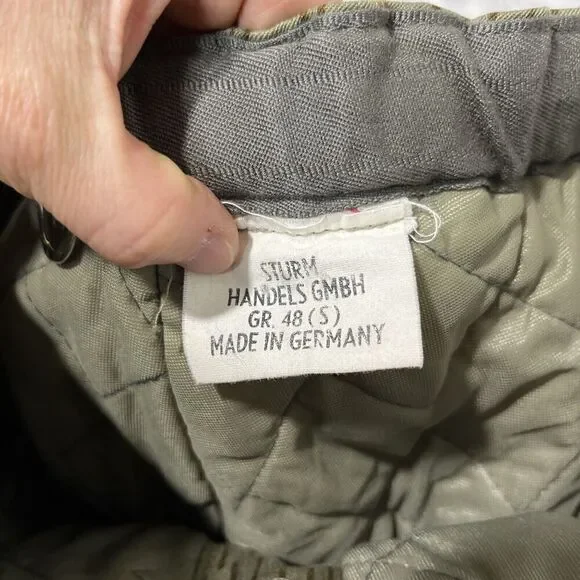 STURM
HANDELS GMBH
GR. 48 (S)
MADE IN GERMANY